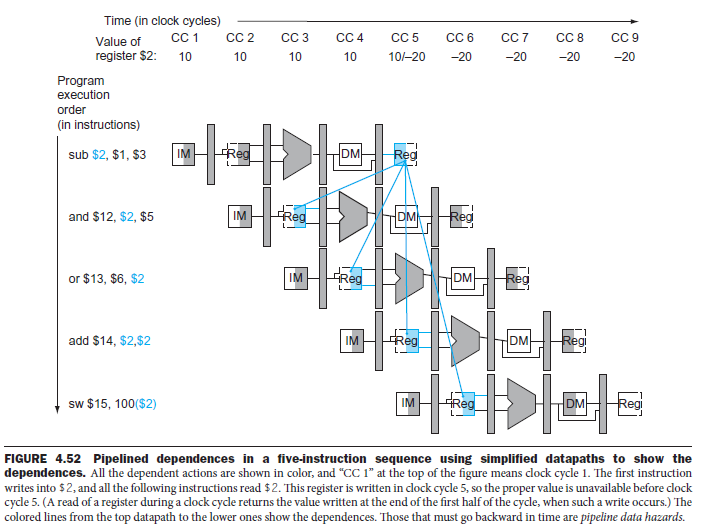 Time (in clock cycles)
Value of CC 1 CC 2 CC 3 CC 4 CC 5 CC 6 CC 7 CC 8 CC 9
register $2: 10 10 10 10 10/–20 –20 –20 –20 –20
Program
execution
order
(in instructions)
sub $2, $1, $3 IM Reg DM Reg
and $12, $2, $5 IM Reg DM Reg
or $13, $6, $2 IM Reg DM Reg
add $14, $2,$2 IM Reg DM Reg
sw $15, 100($2) IM Reg DM Reg
FIGURE 4.52 Pipelined dependences in a five-instruction sequence using simplified datapaths to show the
dependences. All the dependent actions are shown in color, and “CC 1” at the top of the figure means clock cycle 1. The first instruction
writes into $2, and all the following instructions read $2. This register is written in clock cycle 5, so the proper value is unavailable before clock
cycle 5. (A read of a register during a clock cycle returns the value written at the end of the first half of the cycle, when such a write occurs.) The
colored lines from the top datapath to the lower ones show the dependences. Those that must go backward in time are pipeline data hazards.